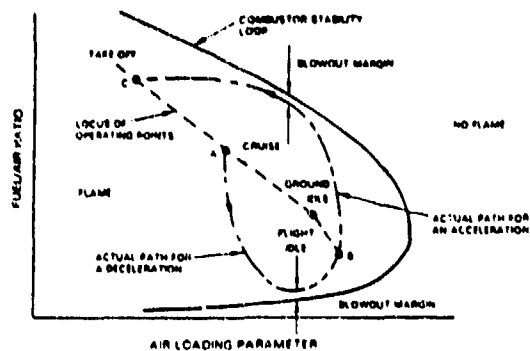 COMBUSTOR STABILITY
LOOP
TAKE OFF
BLOWOUT MARGIN
C
LOCUS OF
OPERATING POINTS
NO FLAME
CRUISE
A
FUEL/AIR RATIO
GROUND
IDLE
FLAME
ACTUAL PATH FOR
AN ACCELERATION
FLIGHT
IDLE
B
ACTUAL PATH FOR
A DECELERATION
BLOWOUT MARGIN
AIR LOADING PARAMETER